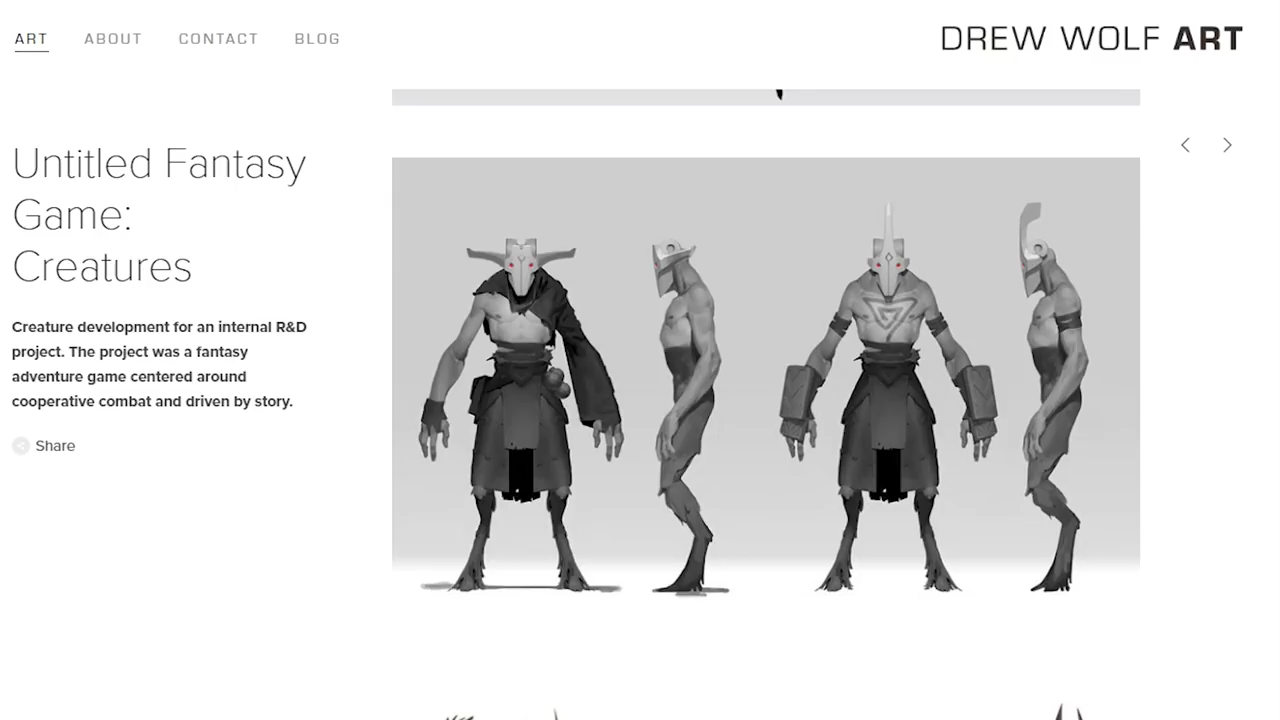 ART ABOUT CONTACT BLOG
DREW WOLF ART
Untitled Fantasy
Game:
Creatures
Creature development for an internal R&D
project. The project was a fantasy
adventure game centered around
cooperative combat and driven by story.
Share